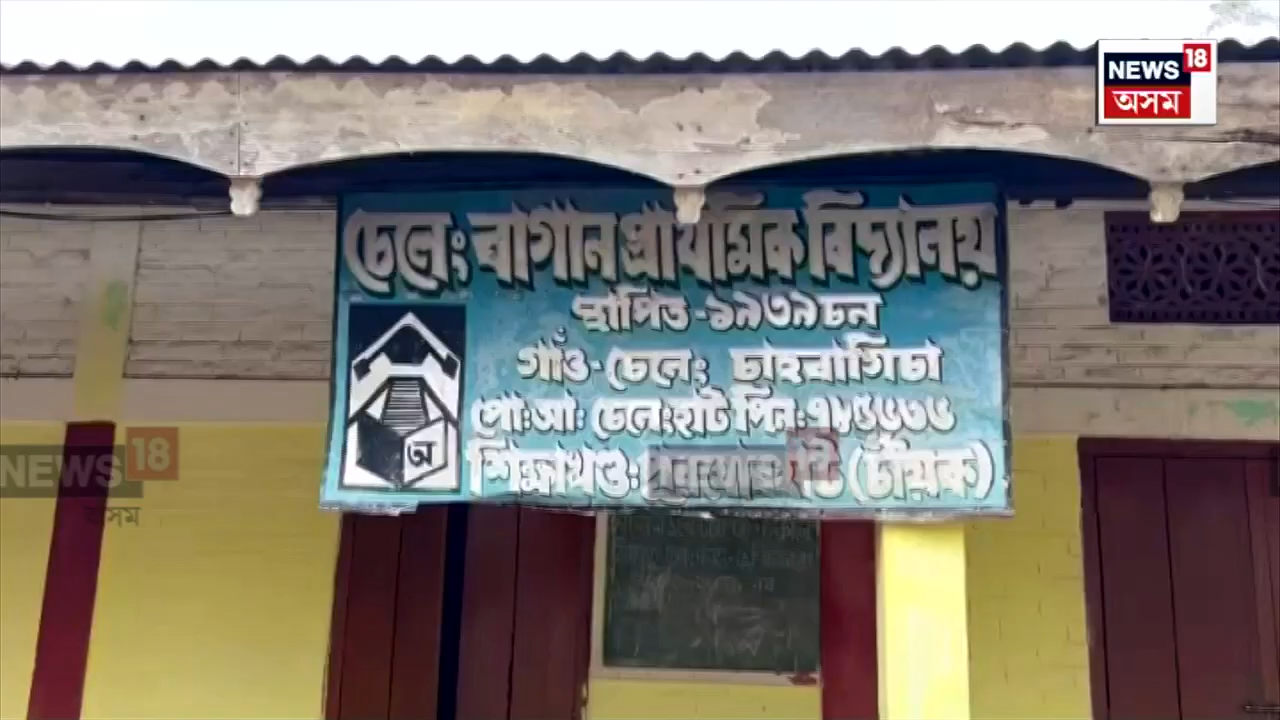 NEWS 18
অসম
চেলেং বাগান প্ৰাথমিক বিদ্যালয়
স্থাপিত -১৯৩৯ চন
গাঁও-চেলেং চাহবাগিচা
পো:আ: চেলেংহাট পিন:৭৮৫৬৩৬
শিক্ষাখণ্ড: (টীয়ক)
অ
NEWS 18
অসম